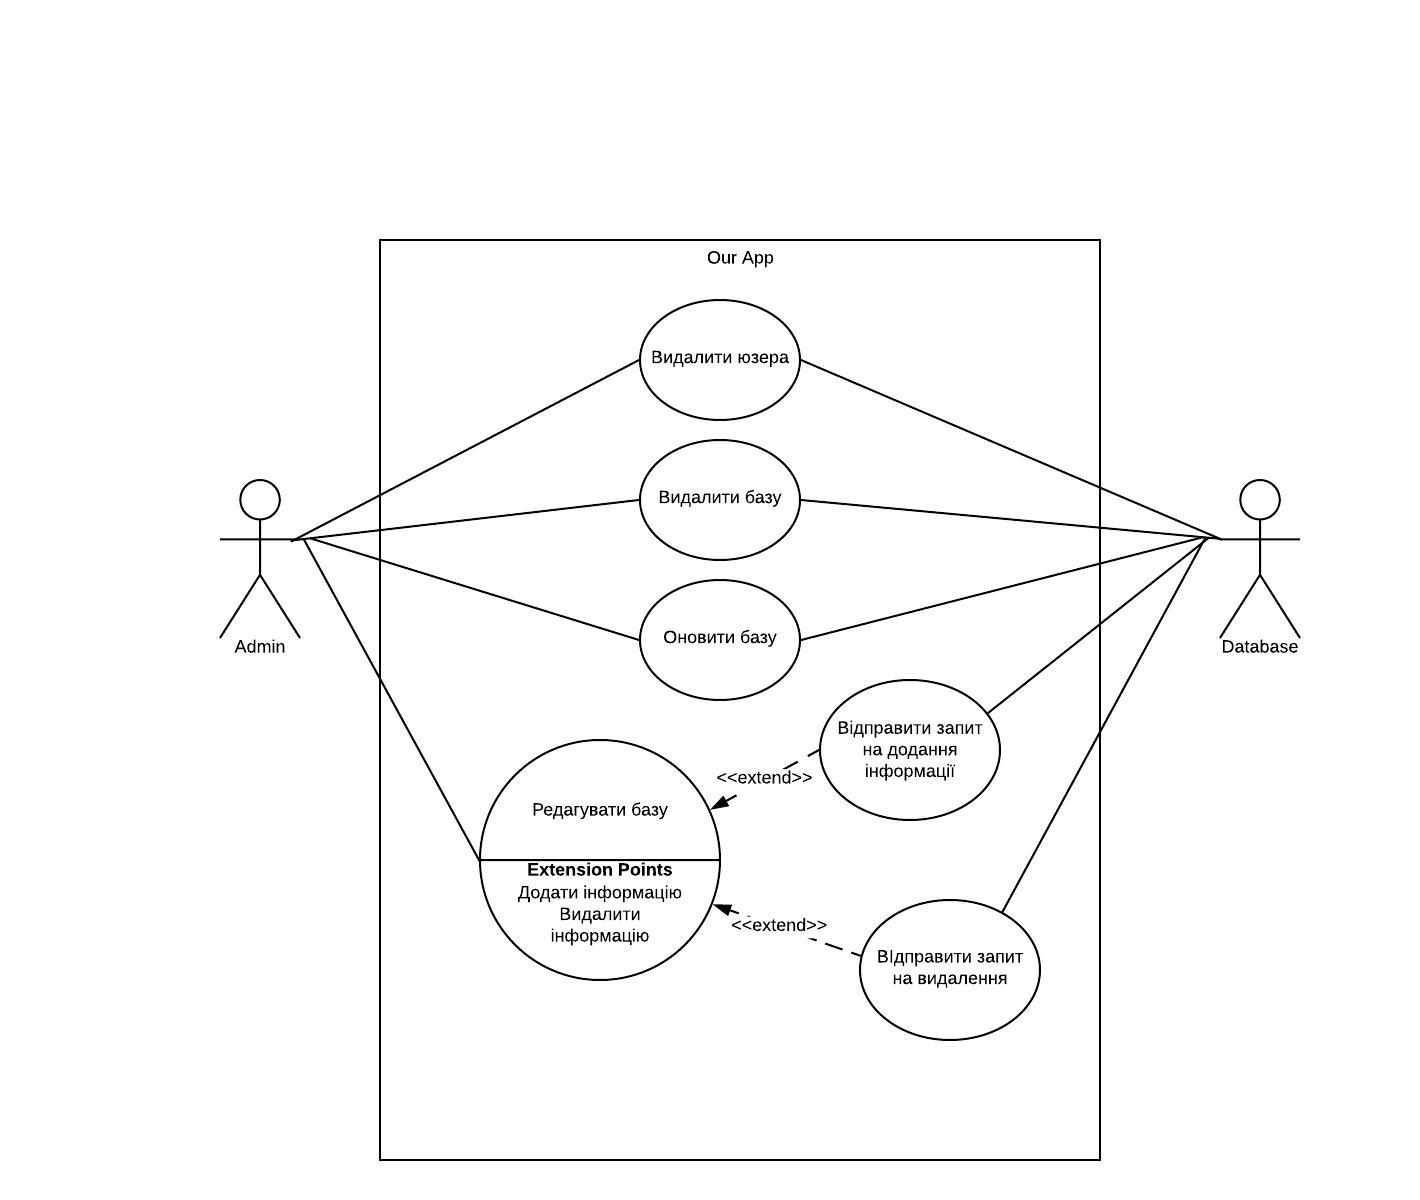 Our App
Видалити юзера
Видалити базу
Оновити базу
Admin
Database
Відправити запит
на додання
інформації
<<extend>>
Редагувати базу
Extension Points
Додати інформацію
Видалити
інформацію
<<extend>>
ВІдправити запит
на видалення